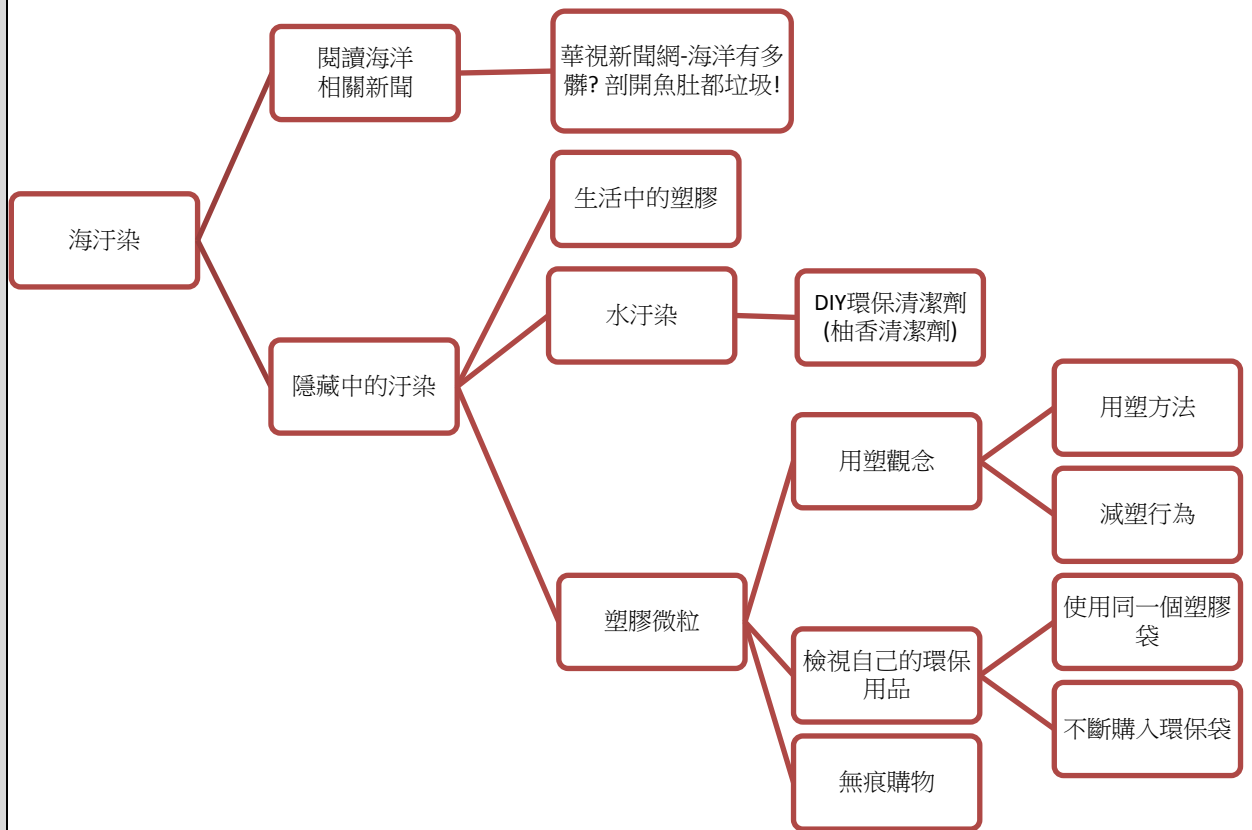 閱讀海洋
相關新聞
華視新聞網-海洋有多
髒? 剖開魚肚都垃圾!
海汙染
隱藏中的汙染
生活中的塑膠
水汙染
DIY環保清潔劑
(柚香清潔劑)
塑膠微粒
用塑觀念
用塑方法
減塑行為
檢視自己的環保
用品
使用同一個塑膠
袋
不斷購入環保袋
無痕購物